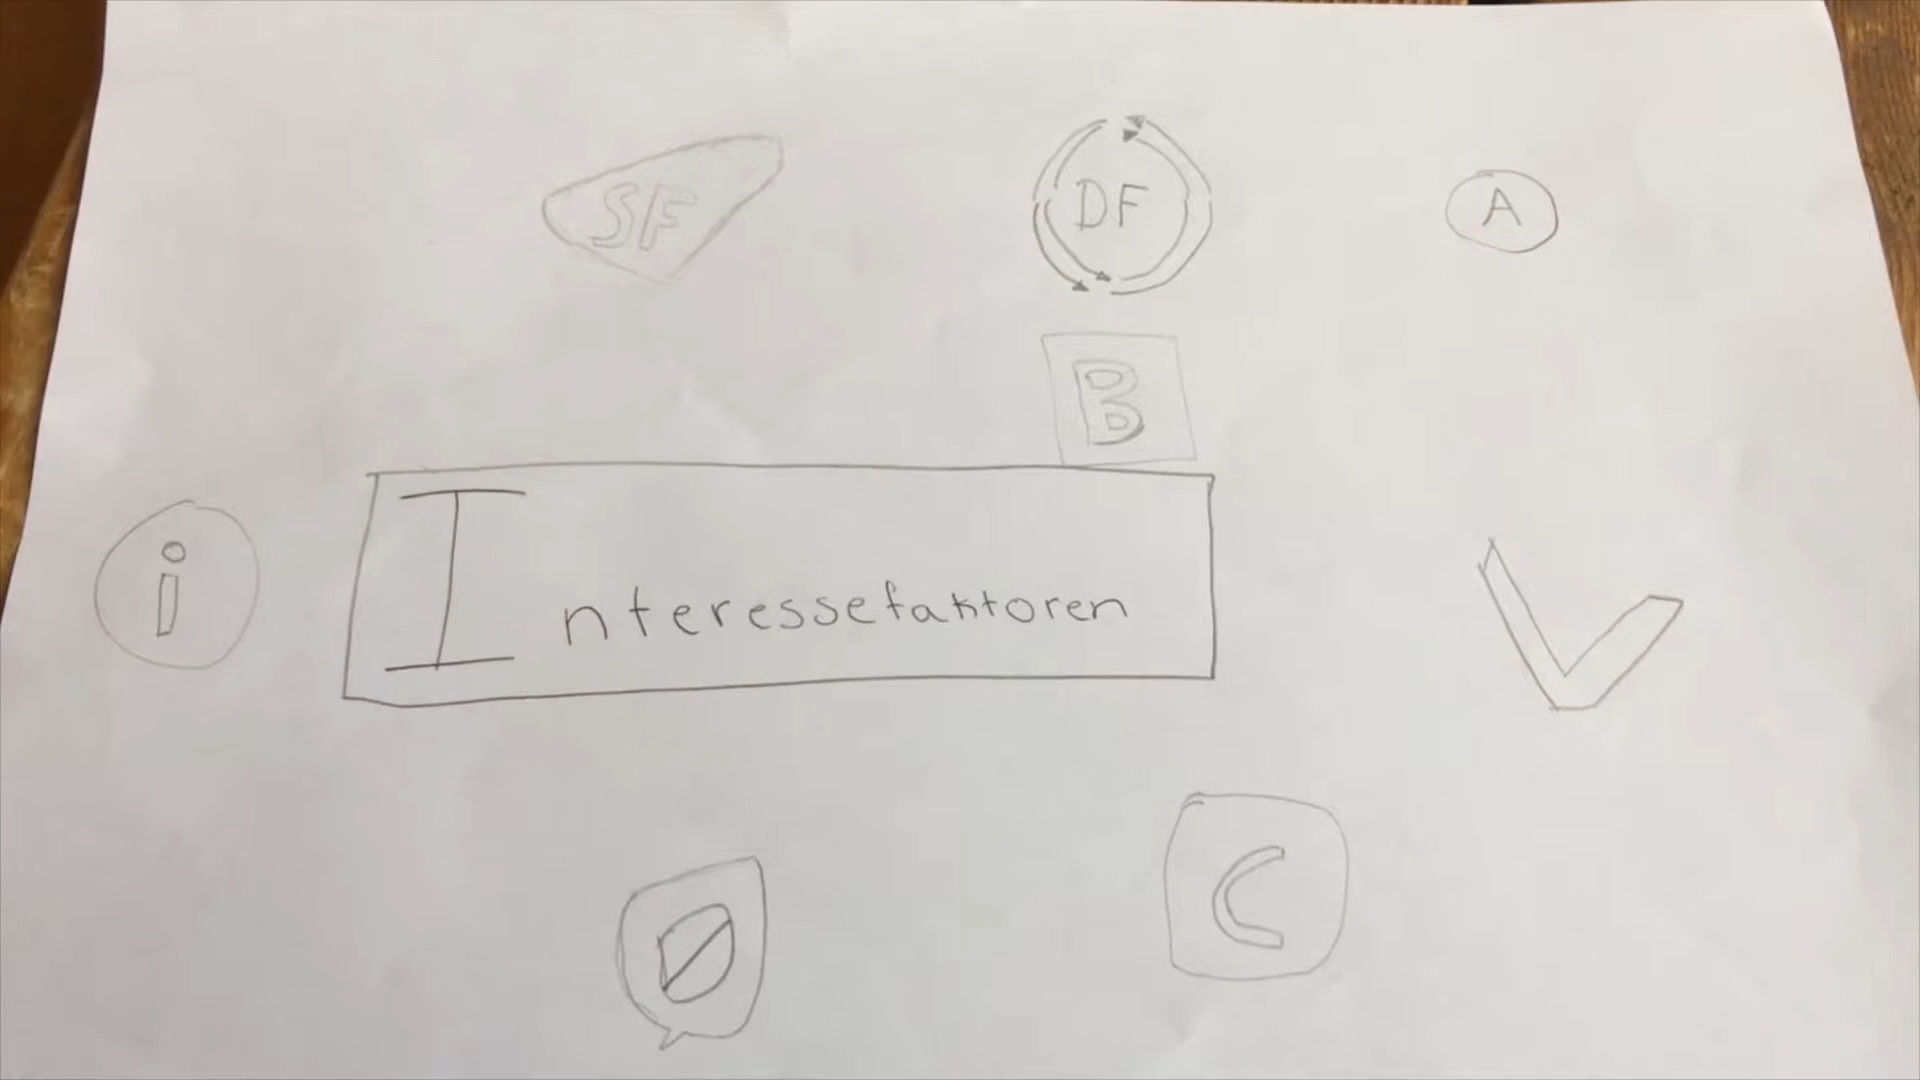 SF
DF
A
B
i
Interessefaktoren
C
Ø